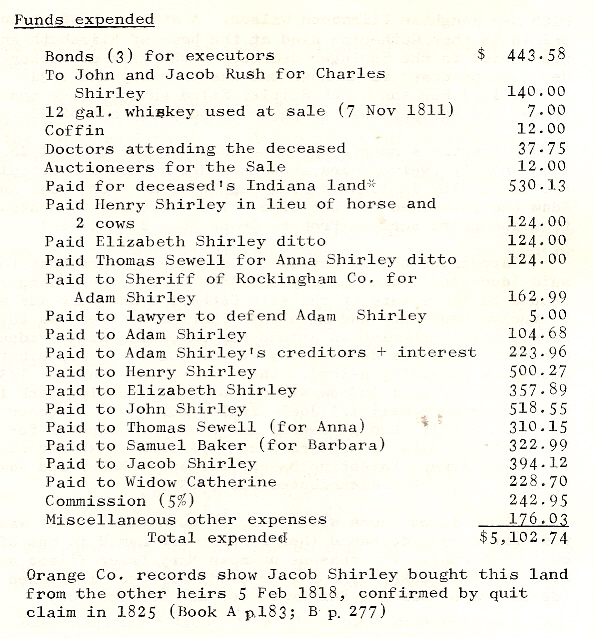 Funds expended
Bonds (3) for executors $ 443.58
To John and Jacob Rush for Charles
Shirley 140.00
12 gal. whiskey used at sale (7 Nov 1811) 7.00
Coffin 12.00
Doctors attending the deceased 37.75
Auctioneers for the Sale 12.00
Paid for deceased's Indiana land* 530.13
Paid Henry Shirley in lieu of horse and
2 cows 124.00
Paid Elizabeth Shirley ditto 124.00
Paid Thomas Sewell for Anna Shirley ditto 124.00
Paid to Sheriff of Rockingham Co. for
Adam Shirley 162.99
Paid to lawyer to defend Adam Shirley 5.00
Paid to Adam Shirley 104.68
Paid to Adam Shirley's creditors + interest 223.96
Paid to Henry Shirley 500.27
Paid to Elizabeth Shirley 357.89
Paid to John Shirley 518.55
Paid to Thomas Sewell (for Anna) 310.15
Paid to Samuel Baker (for Barbara) 322.99
Paid to Jacob Shirley 394.12
Paid to Widow Catherine 228.70
Commission (5%) 242.95
Miscellaneous other expenses 176.03
Total expended $5,102.74
Orange Co. records show Jacob Shirley bought this land
from the other heirs 5 Feb 1818, confirmed by quit
claim in 1825 (Book A p.183; B p. 277)